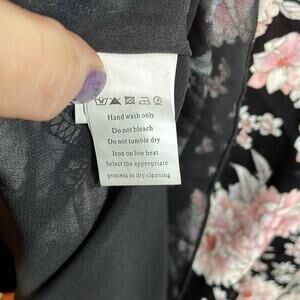 Hand wash only
Do not bleach
Do not tumble dry
Iron on low heat
Select the appropriate
process in dry cleaning